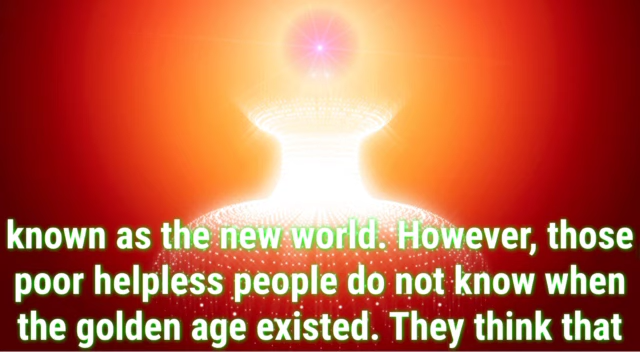 known as the new world. However, those
poor helpless people do not know when
the golden age existed. They think that